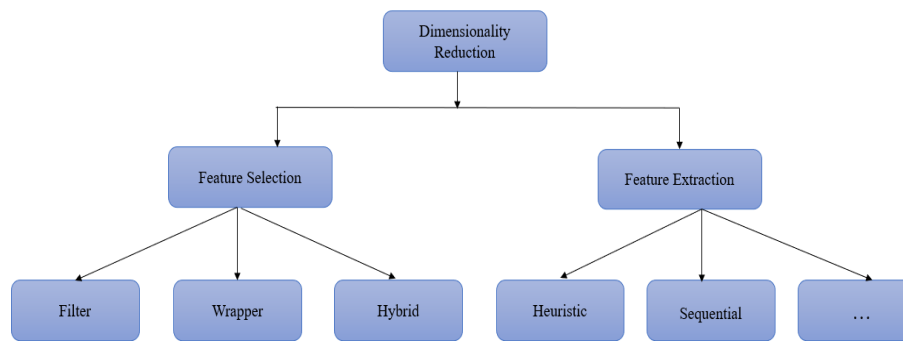 Dimensionality
Reduction
Feature Selection
Feature Extraction
Filter
Wrapper
Hybrid
Heuristic
Sequential
...